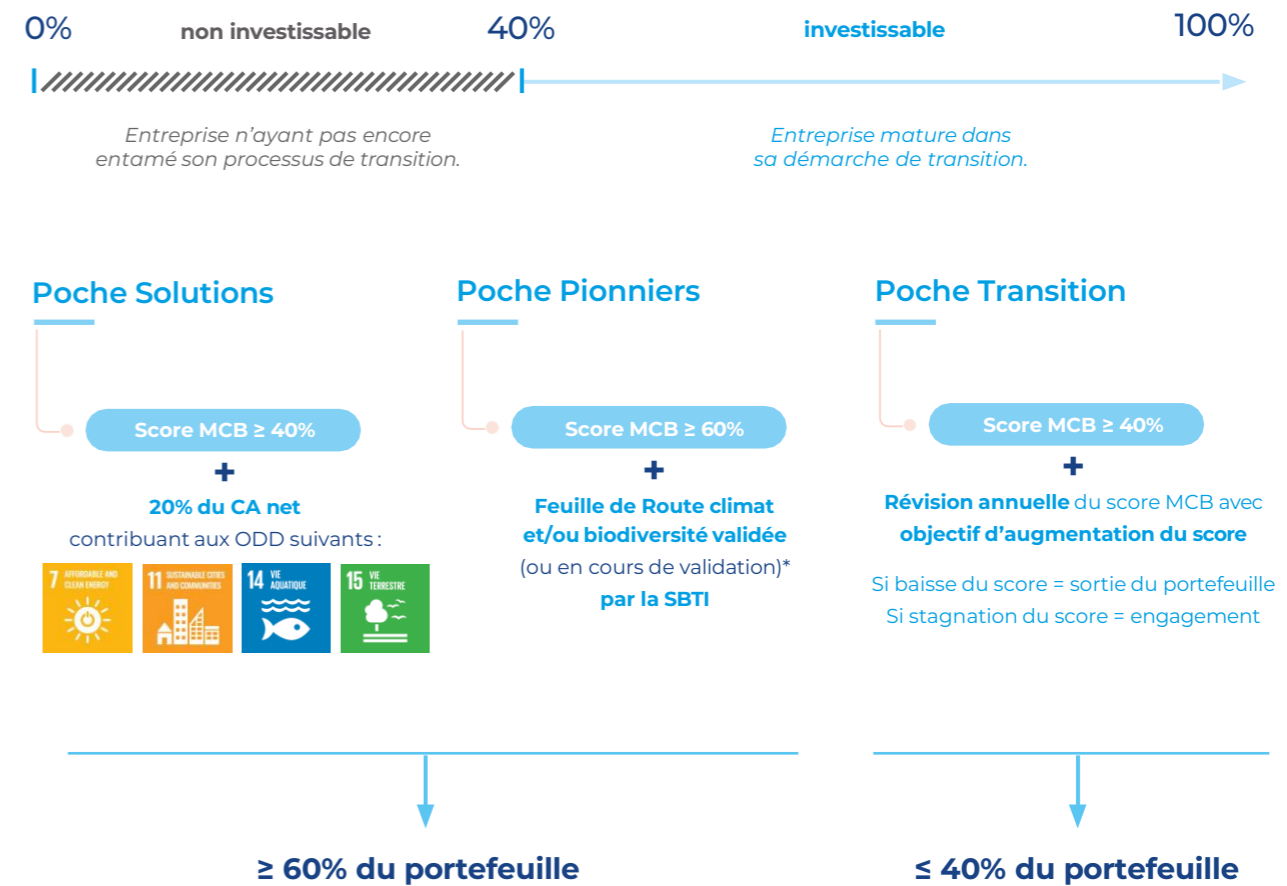 0% non investissable 40% investissable 100%
Entreprise n’ayant pas encore
entamé son processus de transition.
Entreprise mature dans
sa démarche de transition.
Poche Solutions
Score MCB ≥ 40%
+
20% du CA net
contribuant aux ODD suivants :
7 AFFORDABLE AND
CLEAN ENERGY
11 SUSTAINABLE CITIES
AND COMMUNITIES
14 VIE
AQUATIQUE
15 VIE
TERRESTRE
Poche Pionniers
Score MCB ≥ 60%
+
Feuille de Route climat
et/ou biodiversité validée
(ou en cours de validation)*
par la SBTI
Poche Transition
Score MCB ≥ 40%
+
Révision annuelle du score MCB avec
objectif d’augmentation du score
Si baisse du score = sortie du portefeuille
Si stagnation du score = engagement
≥ 60% du portefeuille
≤ 40% du portefeuille